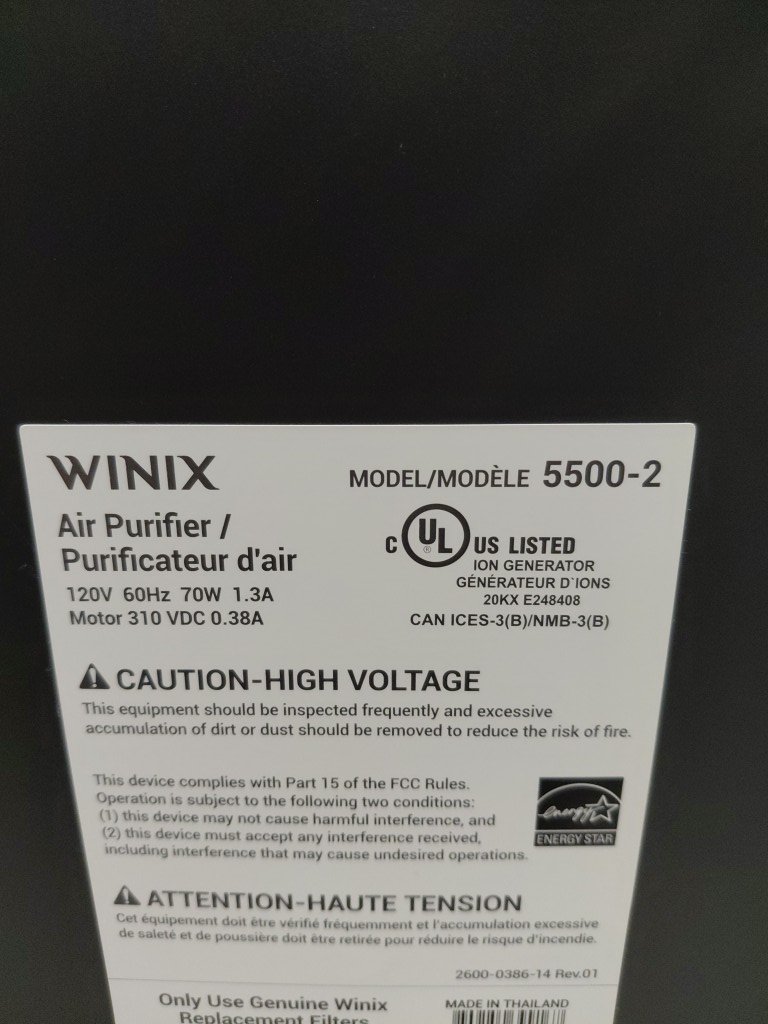 WINIX
MODEL/MODÈLE 5500-2
Air Purifier /
Purificateur d'air
120V 60Hz 70W 1.3A
Motor 310 VDC 0.38A
C UL ® US LISTED
ION GENERATOR
GÉNÉRATEUR D`IONS
20KX E248408
CAN ICES-3(B)/NMB-3(B)
CAUTION-HIGH VOLTAGE
This equipment should be inspected frequently and excessive
accumulation of dirt or dust should be removed to reduce the risk of fire.
This device complies with Part 15 of the FCC Rules.
Operation is subject to the following two conditions:
(1) this device may not cause harmful interference, and
(2) this device must accept any interference received,
including interference that may cause undesired operations.
energy
ENERGY STAR
ATTENTION-HAUTE TENSION
Cet équipement doit être vérifié fréquemment et l'accumulation excessive
de saleté et de poussière doit être retirée pour réduire le risque d'incendie.
2600-0386-14 Rev.01
Only Use Genuine Winix
Replacement Filters
MADE IN THAILAND